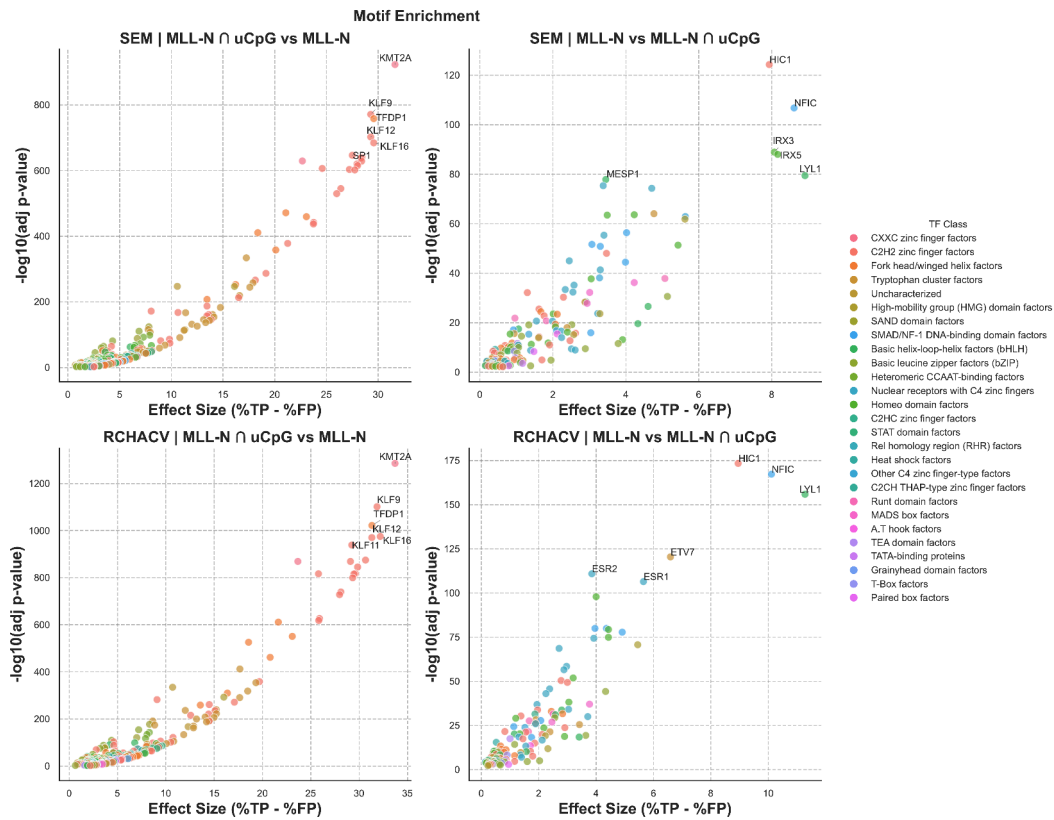 Motif Enrichment
SEM | MLL-N ∩ uCpG vs MLL-N
-log10(adj p-value)
800
600
400
200
0
KMT2A
KLF9
TFDP1
KLF12
KLF16
SP1
0 5 10 15 20 25 30
Effect Size (%TP - %FP)
SEM | MLL-N vs MLL-N ∩ uCpG
-log10(adj p-value)
120
100
80
60
40
20
0
HIC1
NFIC
IRX3
IRX5
LYL1
MESP1
0 2 4 6 8
Effect Size (%TP - %FP)
RCHACV | MLL-N ∩ uCpG vs MLL-N
-log10(adj p-value)
1200
1000
800
600
400
200
0
KMT2A
KLF9
TFDP1
KLF12
KLF16
KLF11
0 5 10 15 20 25 30 35
Effect Size (%TP - %FP)
RCHACV | MLL-N vs MLL-N ∩ uCpG
-log10(adj p-value)
175
150
125
100
75
50
25
0
HIC1
NFIC
LYL1
ETV7
ESR2
ESR1
0 2 4 6 8 10
Effect Size (%TP - %FP)
TF Class
CXXC zinc finger factors
C2H2 zinc finger factors
Fork head/winged helix factors
Tryptophan cluster factors
Uncharacterized
High-mobility group (HMG) domain factors
SAND domain factors
SMAD/NF-1 DNA-binding domain factors
Basic helix-loop-helix factors (bHLH)
Basic leucine zipper factors (bZIP)
Heteromeric CCAAT-binding factors
Nuclear receptors with C4 zinc fingers
Homeo domain factors
C2HC zinc finger factors
STAT domain factors
Rel homology region (RHR) factors
Heat shock factors
Other C4 zinc finger-type factors
C2CH THAP-type zinc finger factors
Runt domain factors
MADS box factors
A.T hook factors
TEA domain factors
TATA-binding proteins
Grainyhead domain factors
T-Box factors
Paired box factors